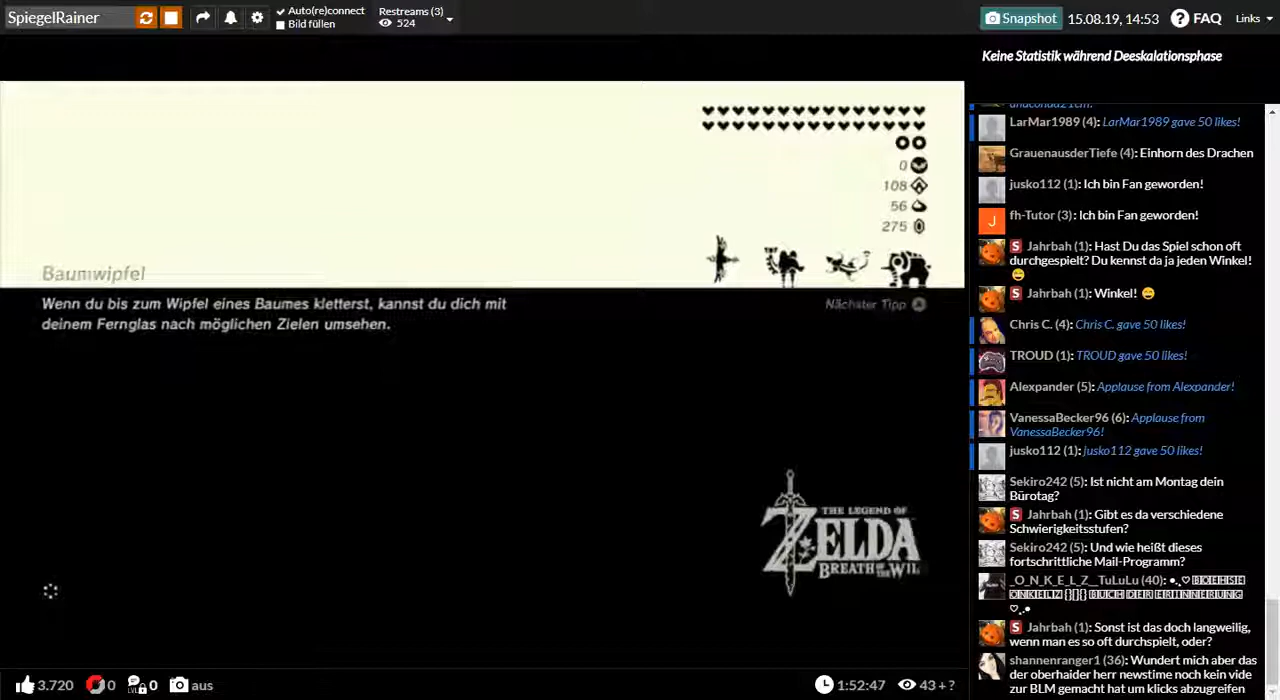 SpiegelRainer
Auto(re)connect
Bild füllen
Restreams (3)
524
Snapshot
15.08.19, 14:53
FAQ
Links
Keine Statistik während Deeskalationsphase
0
108
56
275
Baumwipfel
Wenn du bis zum Wipfel eines Baumes kletterst, kannst du dich mit
deinem Fernglas nach möglichen Zielen umsehen.
Nächster Tipp A
THE LEGEND OF
ZELDA
BREATH OF THE WIL
3.720
0
LVL
0
aus
1:52:47
43 + ?
anaconda21cm!
LarMar1989 (4): LarMar1989 gave 50 likes!
GrauenausderTiefe (4): Einhorn des Drachen
jusko112 (1): Ich bin Fan geworden!
J
fh-Tutor (3): Ich bin Fan geworden!
S Jahrbah (1): Hast Du das Spiel schon oft
durchgespielt? Du kennst da ja jeden Winkel!
😄
S Jahrbah (1): Winkel! 😄
Chris C. (4): Chris C. gave 50 likes!
TROUD (1): TROUD gave 50 likes!
Alexpander (5): Applause from Alexpander!
VanessaBecker96 (6): Applause from
VanessaBecker96!
jusko112 (1): jusko112 gave 50 likes!
Sekiro242 (5): Ist nicht am Montag dein
Bürotag?
S Jahrbah (1): Gibt es da verschiedene
Schwierigkeitsstufen?
Sekiro242 (5): Und wie heißt dieses
fortschrittliche Mail-Programm?
_O_N_K_E_L_Z__TuLuLu (40): •.¸♡ 🄱🄾🄴🄷🅂🄴
🄾🄽🄺🄴🄻🅉 {}{}{} 🄱🅄🄲🄷 🄳🄴🅁 🄴🅁🄸🄽🄽🄴🅁🅄🄽🄶
♡¸.•
S Jahrbah (1): Sonst ist das doch langweilig,
wenn man es so oft durchspielt, oder?
shannenranger1 (36): Wundert mich aber das
der oberhaider herr newstime noch kein vide
zur BLM gemacht hat um klicks abzugreifen